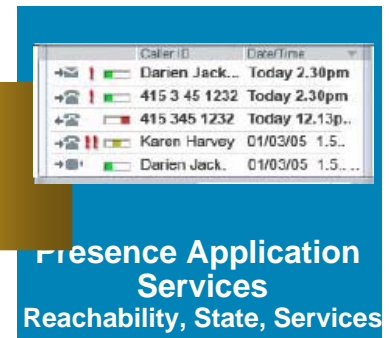 Caller ID Date/Time
! Darien Jack... Today 2.30pm
! 415 3 45 1232 Today 2.30pm
415 345 1232 Today 12.13p..
!! Karen Harvey 01/03/05 1.5..
Darien Jack. 01/03/05 1.5.. ..
Presence Application
Services
Reachability, State, Services